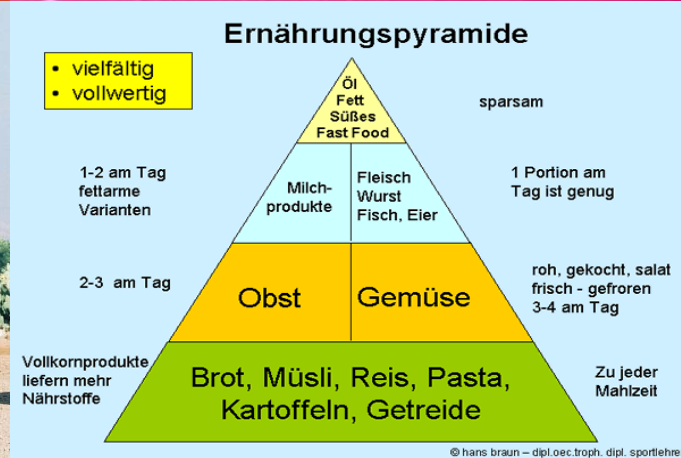 Ernährungspyramide
• vielfältig
• vollwertig
Öl
Fett
Süßes
Fast Food
sparsam
1-2 am Tag
fettarme
Varianten
Milch-
produkte
Fleisch
Wurst
Fisch, Eier
1 Portion am
Tag ist genug
2-3 am Tag
Obst
Gemüse
roh, gekocht, salat
frisch - gefroren
3-4 am Tag
Vollkornprodukte
liefern mehr
Nährstoffe
Brot, Müsli, Reis, Pasta,
Kartoffeln, Getreide
Zu jeder
Mahlzeit
© hans braun – dipl.oec.troph. dipl. sportlehre